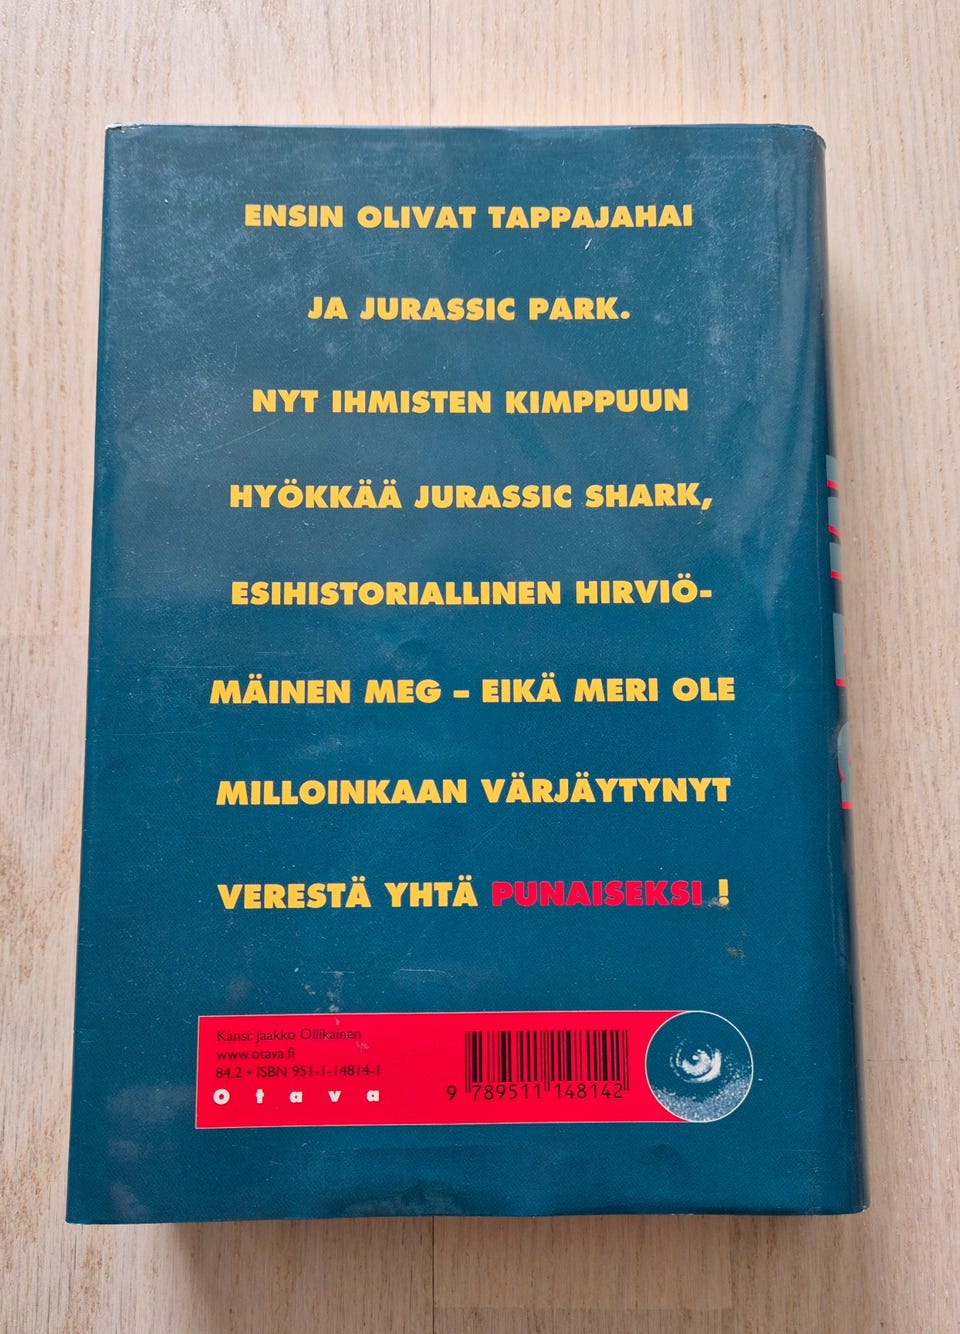 ENSIN OLIVAT TAPPAJAHAI
JA JURASSIC PARK.
NYT IHMISTEN KIMPPUUN
HYÖKKÄÄ JURASSIC SHARK,
ESIHISTORIALLINEN HIRVIÖ-
MÄINEN MEG – EIKÄ MERI OLE
MILLOINKAAN VÄRJÄYTYNYT
VERESTÄ YHTÄ PUNAISEKSI !
Kansi: Jaakko Ollikainen
www.otava.fi
84.2 • ISBN 951-1-14814-1
Otava
9 789511 148142